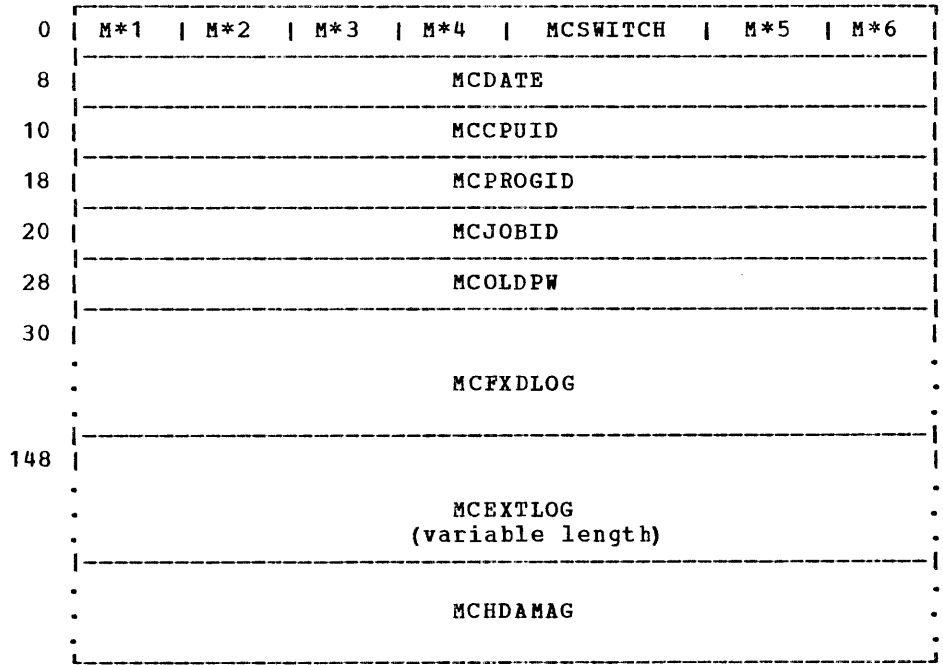 0 | M*1 | M*2 | M*3 | M*4 | MCSWITCH | M*5 | M*6 |
8 | MCDATE |
10 | MCCPUID |
18 | MCPROGID |
20 | MCJOBID |
28 | MCOLDPW |
30
MCFXDLOG
148
MCEXTLOG
(variable length)
MCHDAMAG